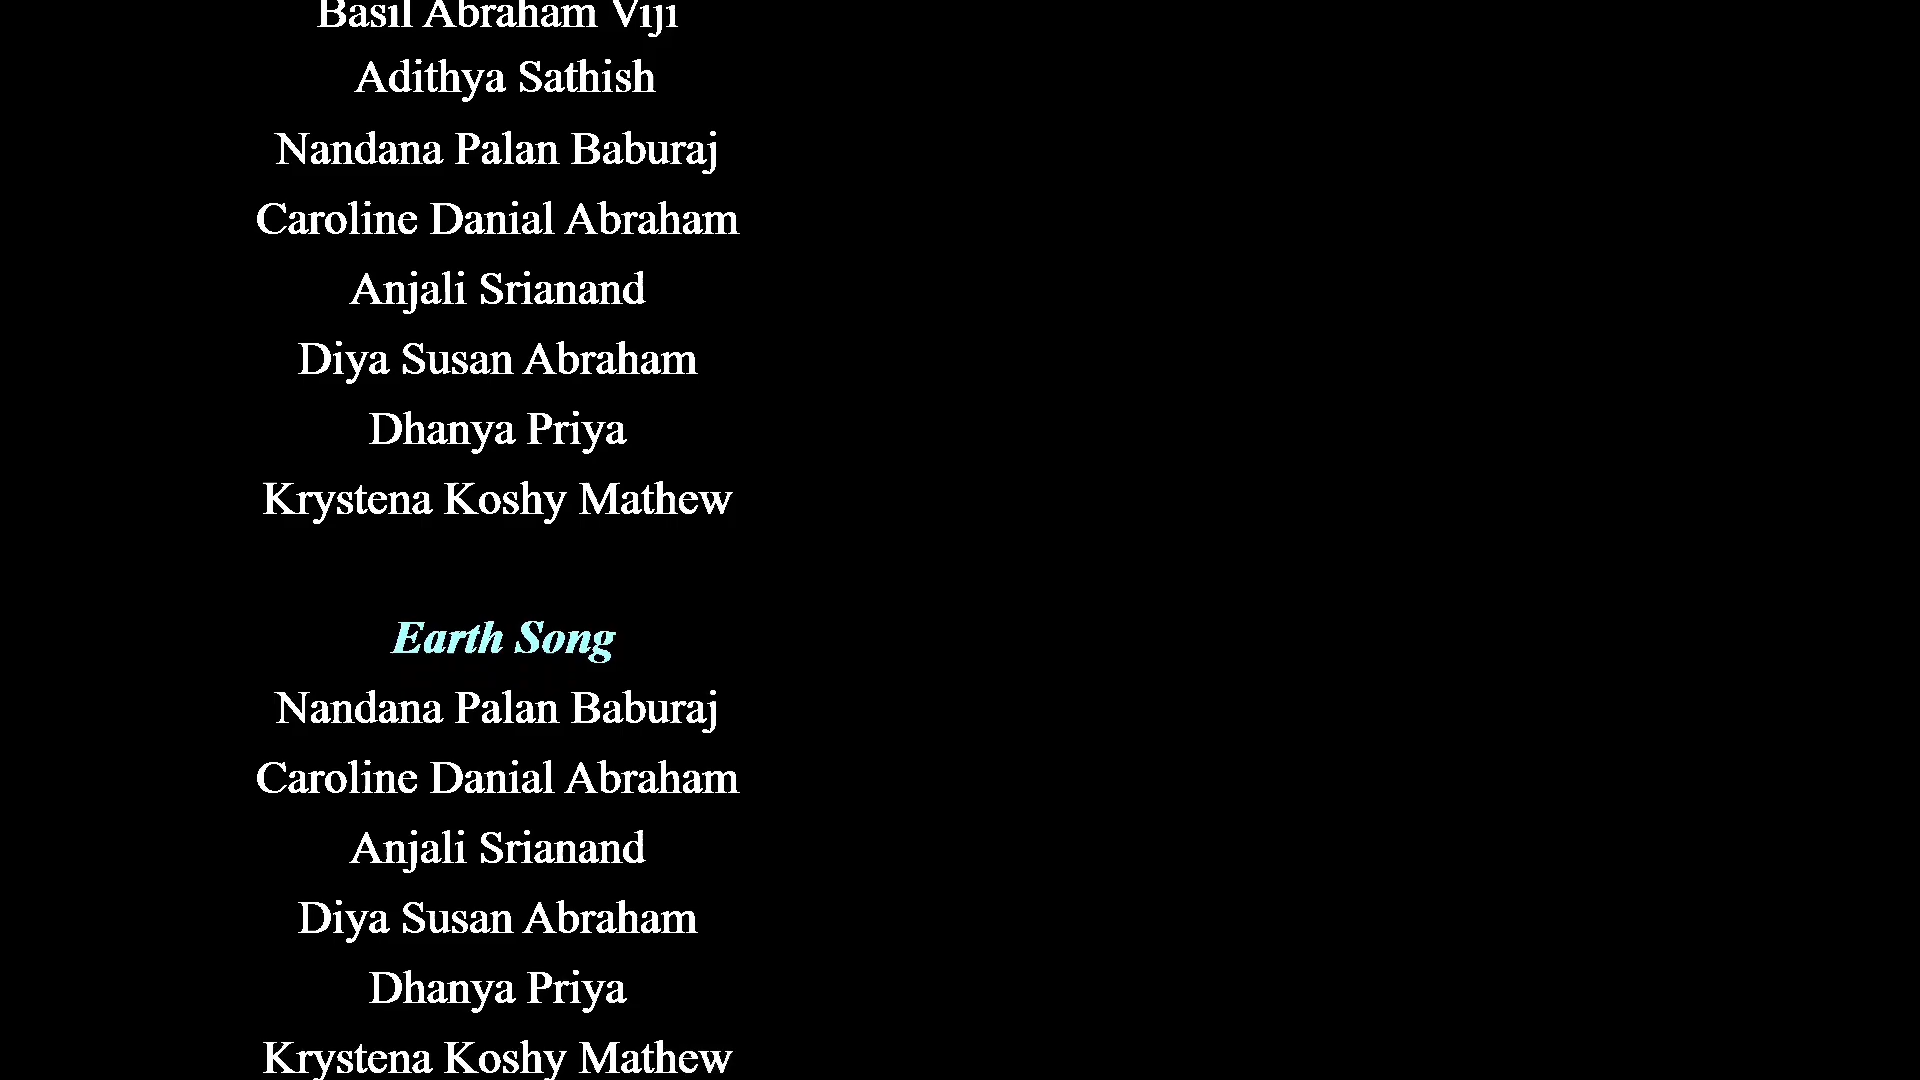 Basil Abraham Viji
Adithya Sathish
Nandana Palan Baburaj
Caroline Danial Abraham
Anjali Srianand
Diya Susan Abraham
Dhanya Priya
Krystena Koshy Mathew
Earth Song
Nandana Palan Baburaj
Caroline Danial Abraham
Anjali Srianand
Diya Susan Abraham
Dhanya Priya
Krystena Koshy Mathew